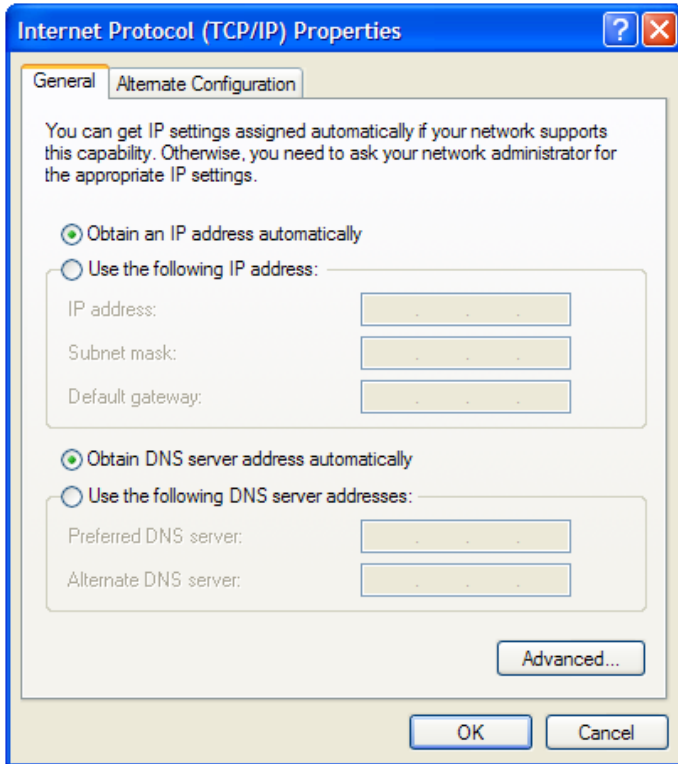 Internet Protocol (TCP/IP) Properties
General
Alternate Configuration
You can get IP settings assigned automatically if your network supports
this capability. Otherwise, you need to ask your network administrator for
the appropriate IP settings.
Obtain an IP address automatically
Use the following IP address:
IP address:
Subnet mask:
Default gateway:
Obtain DNS server address automatically
Use the following DNS server addresses:
Preferred DNS server:
Alternate DNS server:
Advanced...
OK
Cancel